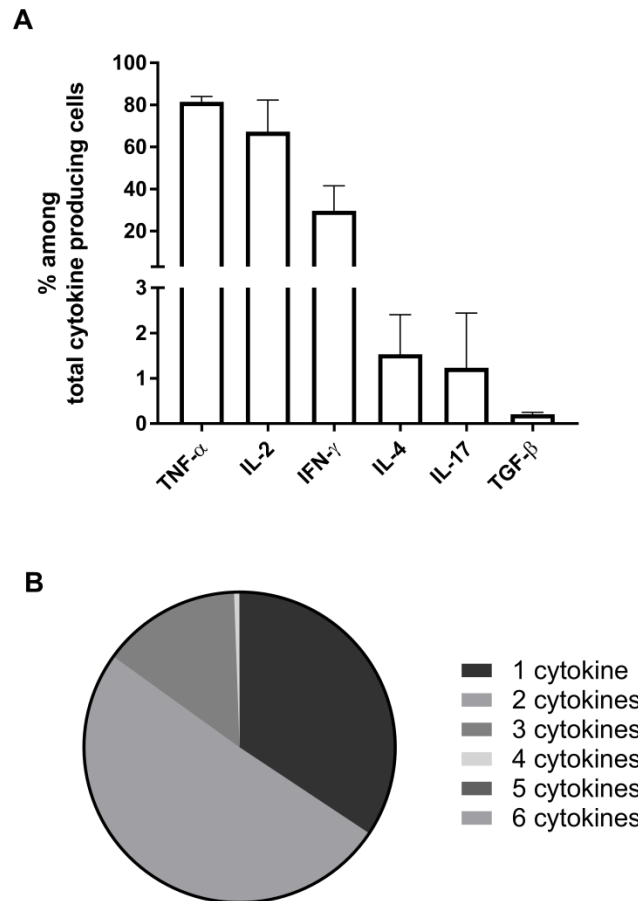 A
% among
total cytokine producing cells
100
80
60
40
20
3
2
1
0
TNF-α
IL-2
IFN-γ
IL-4
IL-17
TGF-β
B
1 cytokine
2 cytokines
3 cytokines
4 cytokines
5 cytokines
6 cytokines